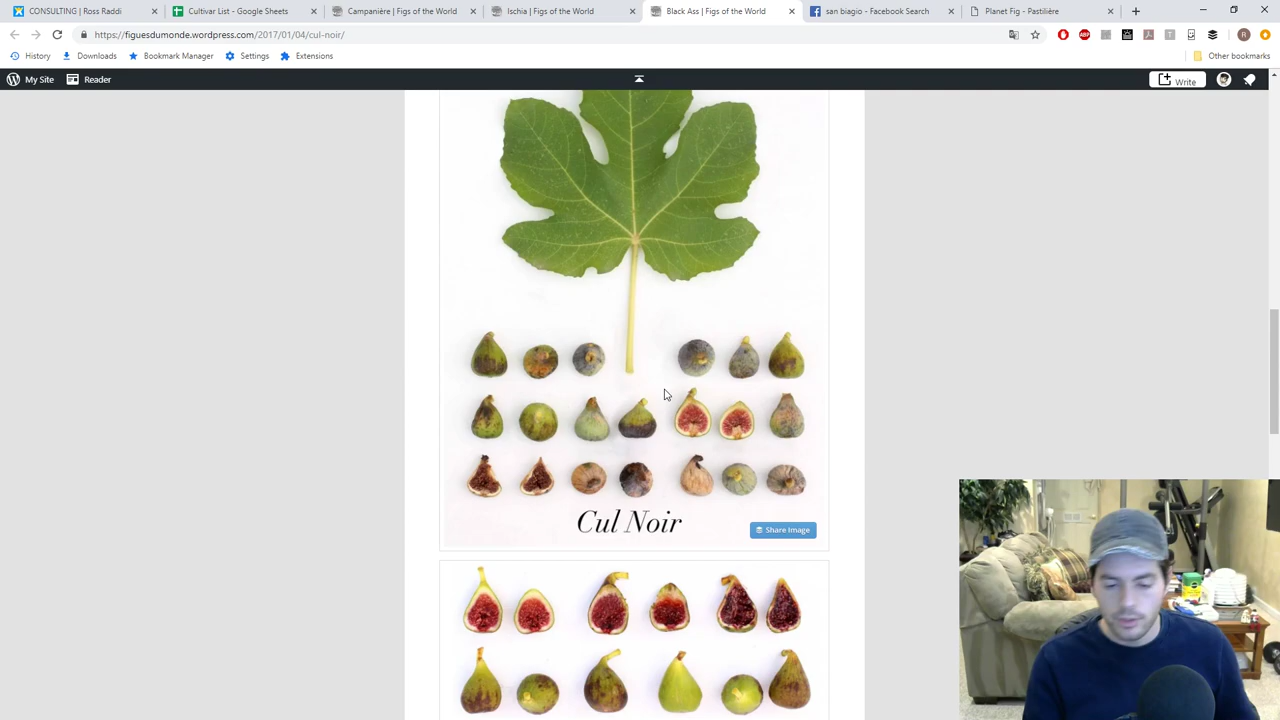 CONSULTING | Ross Raddi
Cultivar List - Google Sheets
Campanière | Figs of the World
Ischia | Figs of the World
Black Ass | Figs of the World
san biagio - Facebook Search
Planet Fig - Pastilière
https://figuesdumonde.wordpress.com/2017/01/04/cul-noir/
History
Downloads
Bookmark Manager
Settings
Extensions
Other bookmarks
My Site
Reader
Write
Cul Noir
Share Image